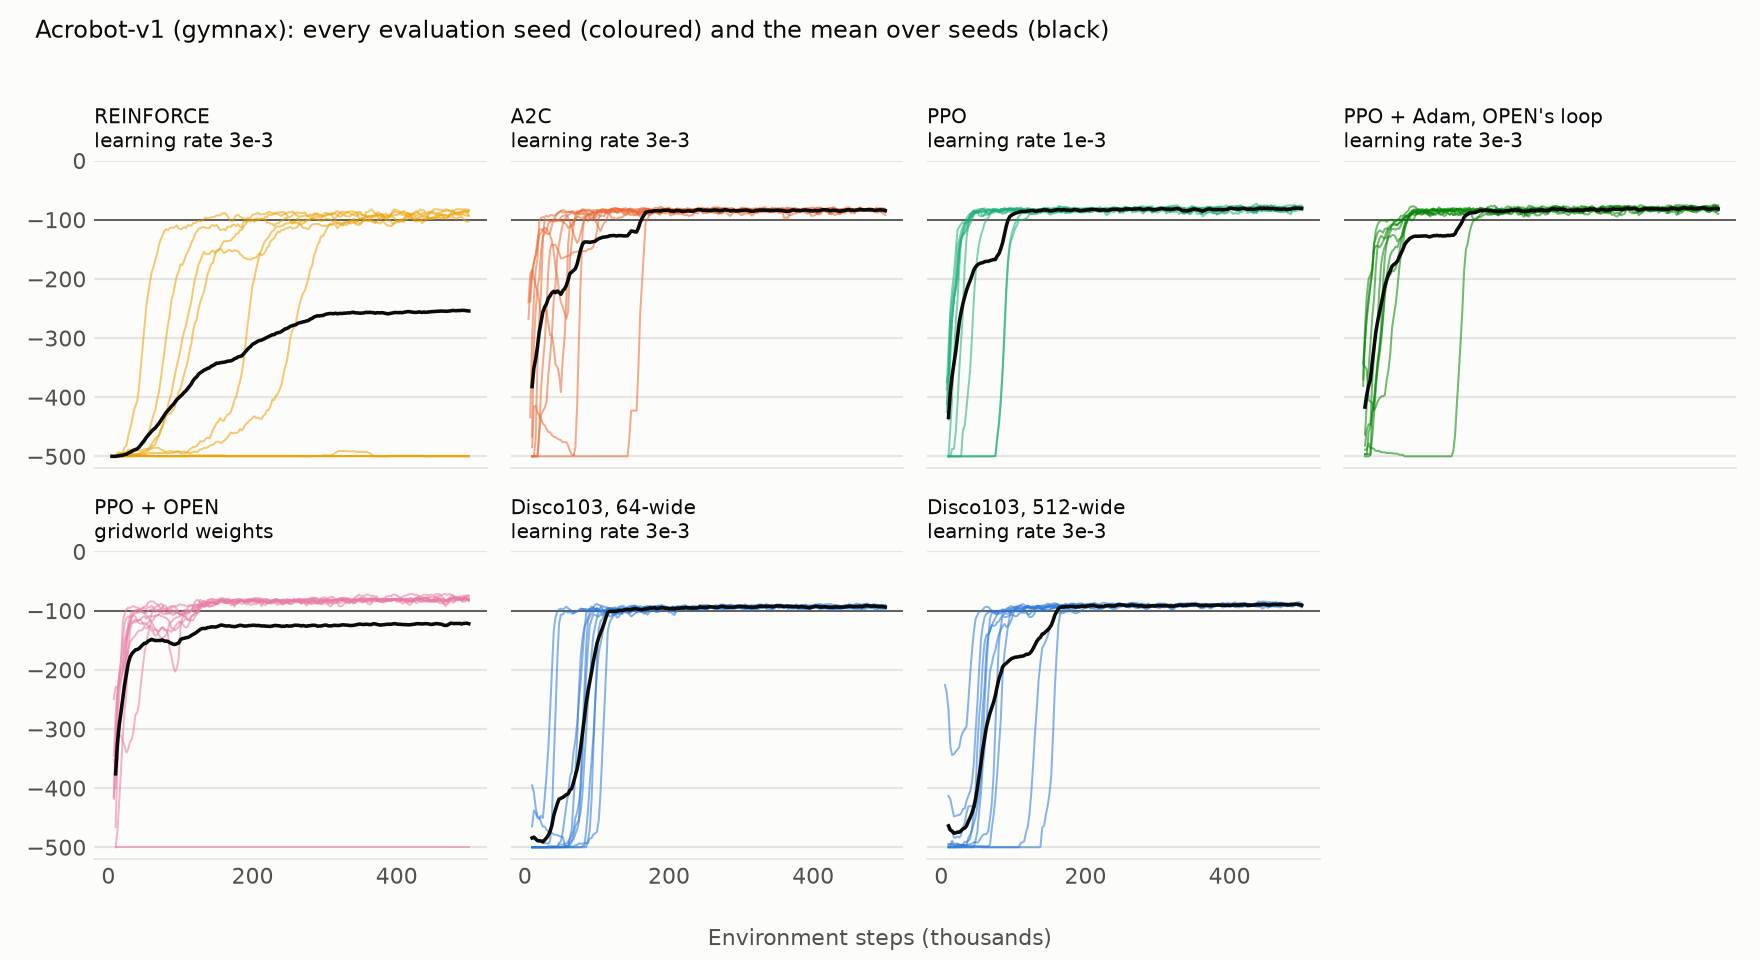 Acrobot-v1 (gymnax): every evaluation seed (coloured) and the mean over seeds (black)
REINFORCE
learning rate 3e-3
A2C
learning rate 3e-3
PPO
learning rate 1e-3
PPO + Adam, OPEN's loop
learning rate 3e-3
0
−100
−200
−300
−400
−500
PPO + OPEN
gridworld weights
Disco103, 64-wide
learning rate 3e-3
Disco103, 512-wide
learning rate 3e-3
0
−100
−200
−300
−400
−500
0 200 400
0 200 400
0 200 400
Environment steps (thousands)